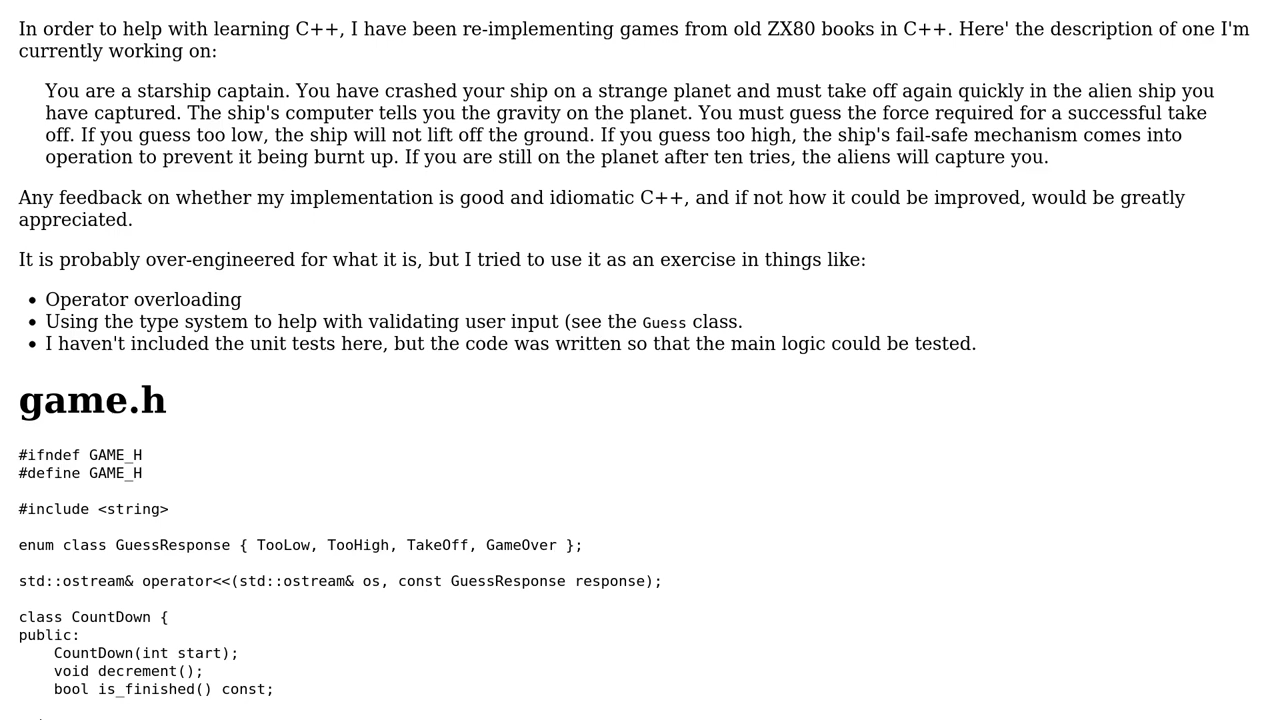 In order to help with learning C++, I have been re-implementing games from old ZX80 books in C++. Here' the description of one I'm
currently working on:
You are a starship captain. You have crashed your ship on a strange planet and must take off again quickly in the alien ship you
have captured. The ship's computer tells you the gravity on the planet. You must guess the force required for a successful take
off. If you guess too low, the ship will not lift off the ground. If you guess too high, the ship's fail-safe mechanism comes into
operation to prevent it being burnt up. If you are still on the planet after ten tries, the aliens will capture you.
Any feedback on whether my implementation is good and idiomatic C++, and if not how it could be improved, would be greatly
appreciated.
It is probably over-engineered for what it is, but I tried to use it as an exercise in things like:
• Operator overloading
• Using the type system to help with validating user input (see the Guess class.
• I haven't included the unit tests here, but the code was written so that the main logic could be tested.
game.h
#ifndef GAME_H
#define GAME_H
#include <string>
enum class GuessResponse { TooLow, TooHigh, TakeOff, GameOver };
std::ostream& operator<<(std::ostream& os, const GuessResponse response);
class CountDown {
public:
    CountDown(int start);
    void decrement();
    bool is_finished() const;